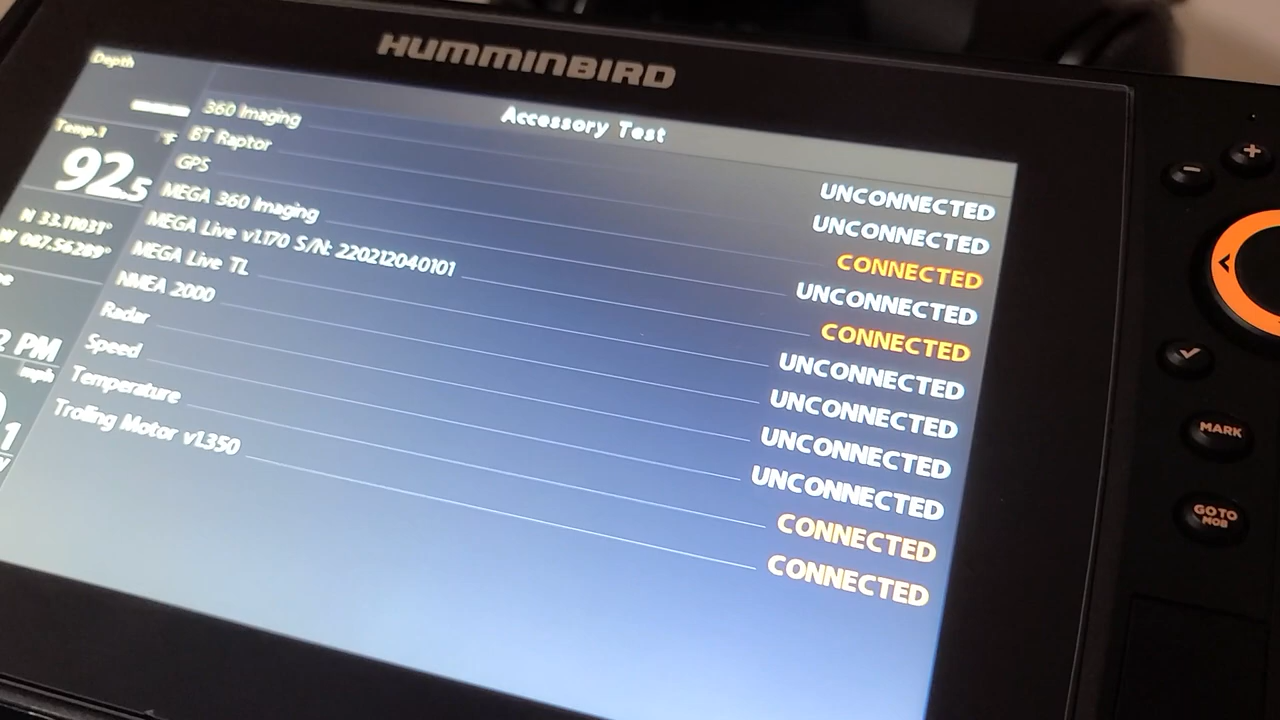 HUMMINBIRD
Accessory Test
360 Imaging UNCONNECTED
BT Raptor UNCONNECTED
GPS CONNECTED
MEGA 360 Imaging UNCONNECTED
MEGA Live v1.170 S/N: 220212040101 CONNECTED
MEGA Live TL UNCONNECTED
NMEA 2000 UNCONNECTED
Radar UNCONNECTED
Speed UNCONNECTED
Temperature CONNECTED
Trolling Motor v1.350 CONNECTED
Depth
Temp.1
°F
92.5
N 33.11031°
W 087.56289°
PM
mph
1
MARK
GO TO
MOB